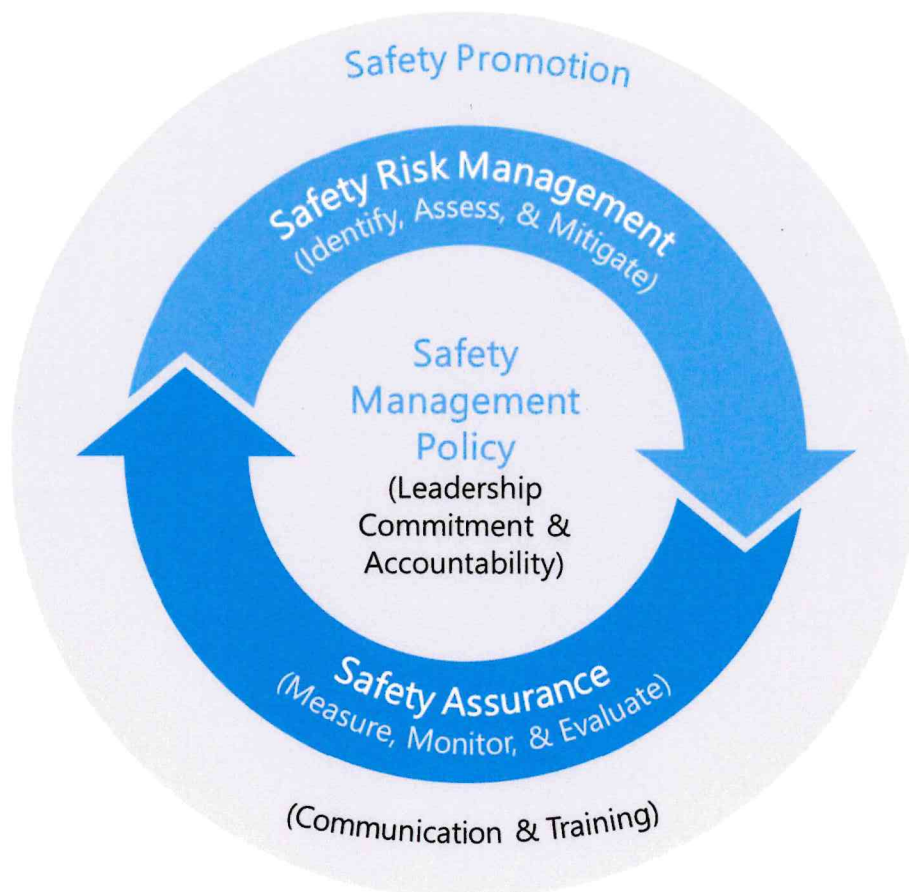 Safety Promotion
Safety Risk Management
(Identify, Assess, & Mitigate)
Safety
Management
Policy
(Leadership
Commitment &
Accountability)
Safety Assurance
(Measure, Monitor, & Evaluate)
(Communication & Training)